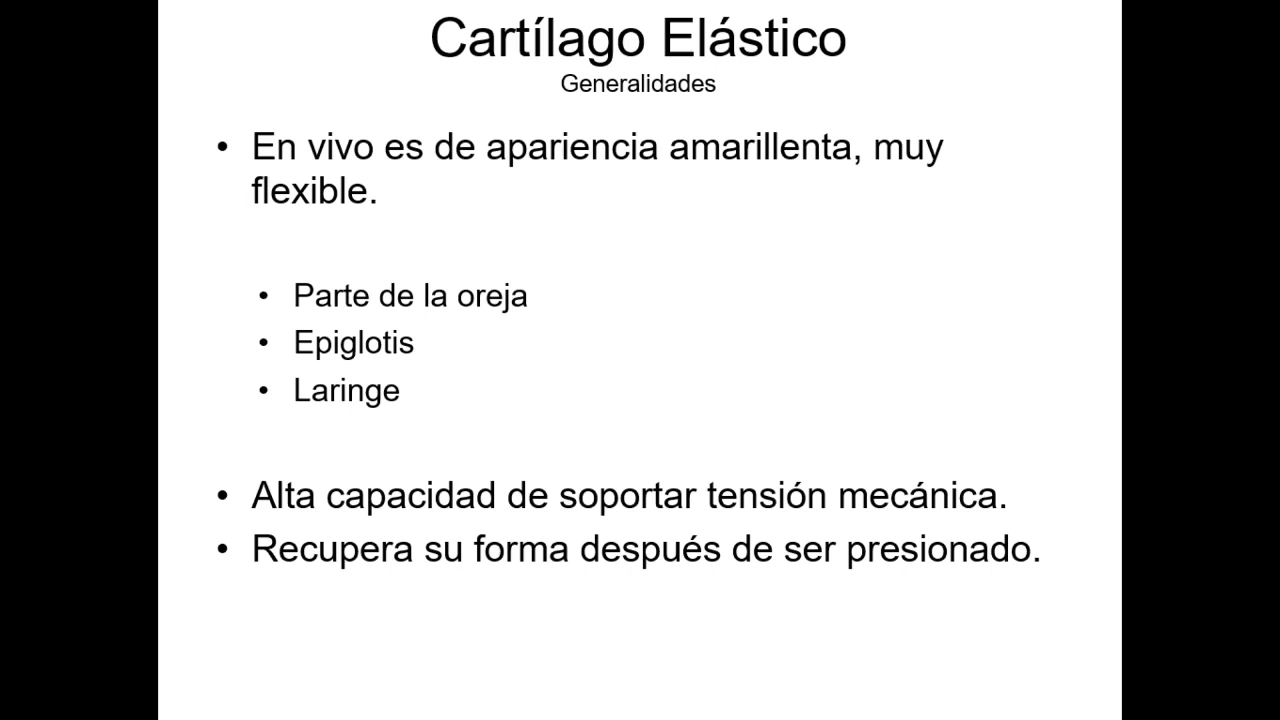 Cartílago Elástico
Generalidades
• En vivo es de apariencia amarillenta, muy
flexible.
• Parte de la oreja
• Epiglotis
• Laringe
• Alta capacidad de soportar tensión mecánica.
• Recupera su forma después de ser presionado.